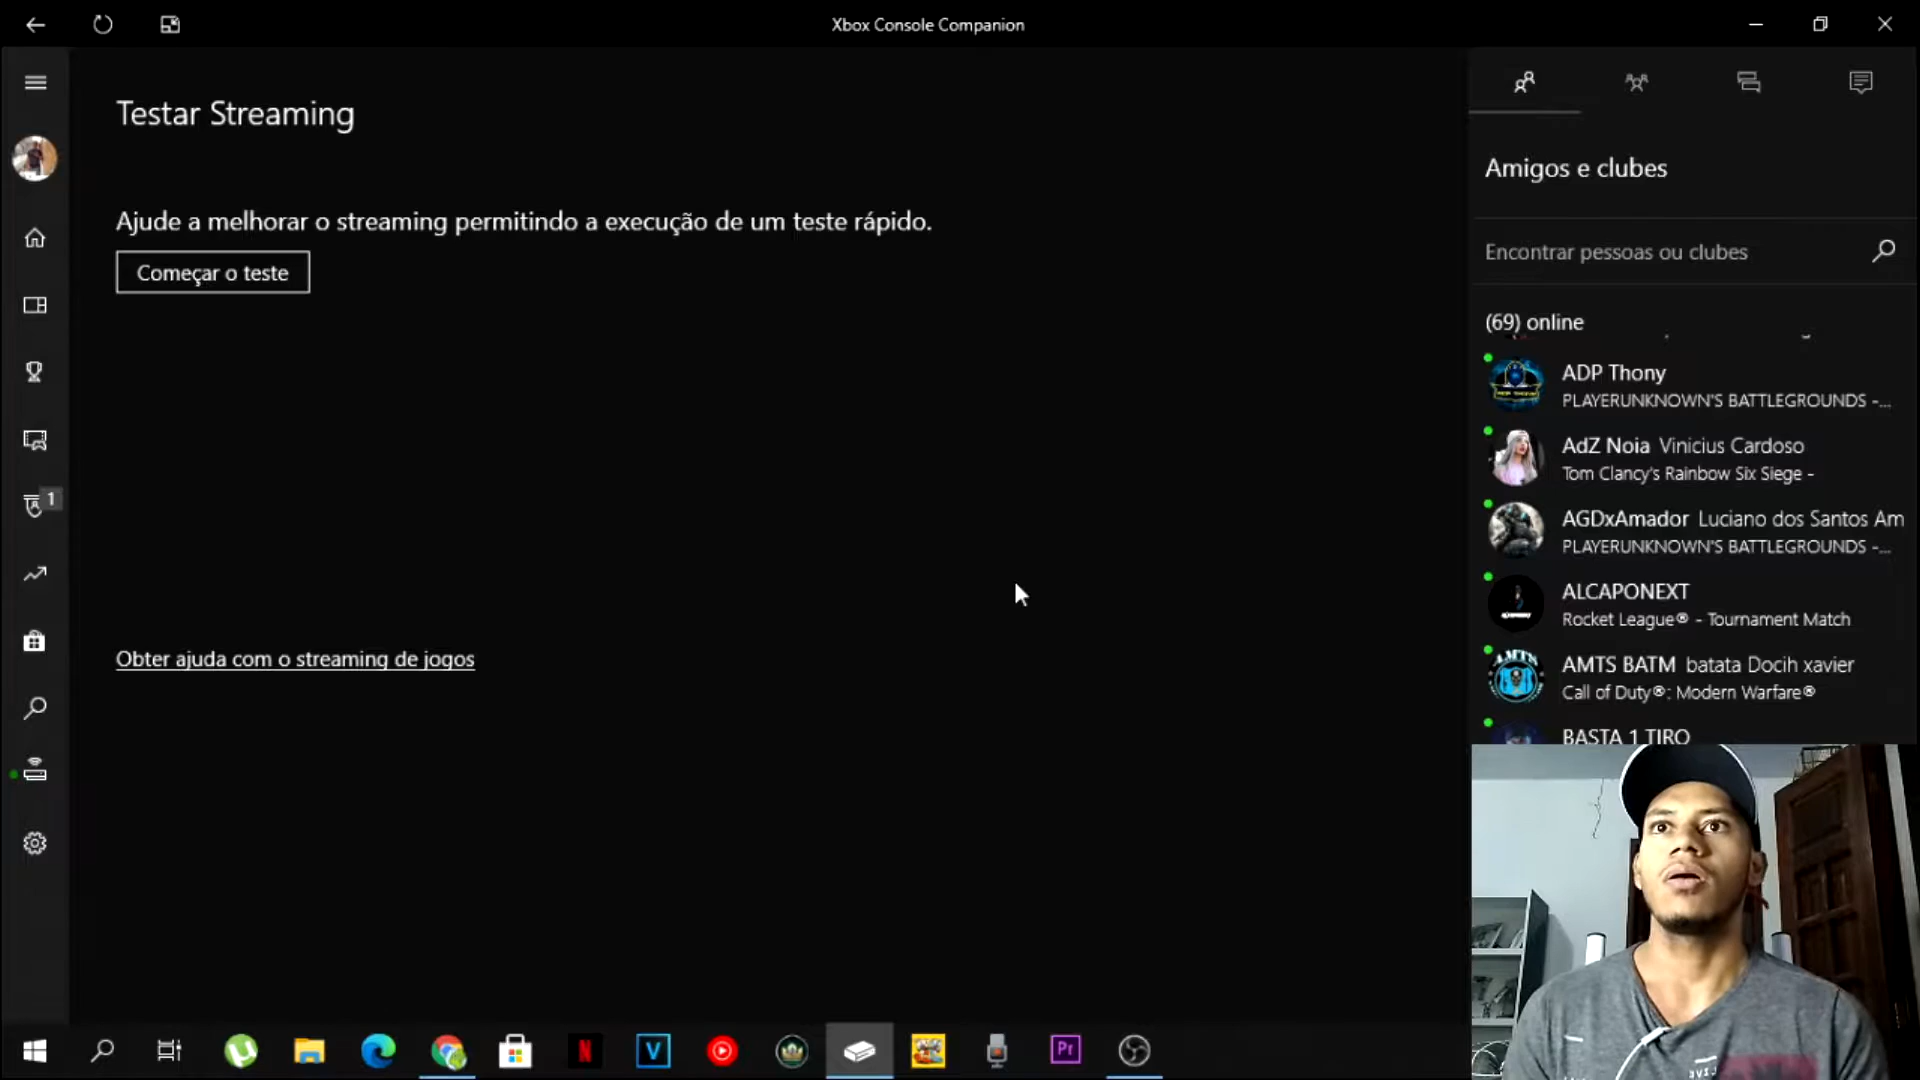 Xbox Console Companion
Testar Streaming
Ajude a melhorar o streaming permitindo a execução de um teste rápido.
Começar o teste
Obter ajuda com o streaming de jogos
1
Amigos e clubes
Encontrar pessoas ou clubes
(69) online
ADP Thony
PLAYERUNKNOWN'S BATTLEGROUNDS -...
AdZ Noia Vinicius Cardoso
Tom Clancy's Rainbow Six Siege -
AGDxAmador Luciano dos Santos Am
PLAYERUNKNOWN'S BATTLEGROUNDS -...
ALCAPONEXT
Rocket League® - Tournament Match
AMTS BATM batata Docih xavier
Call of Duty®: Modern Warfare®
BASTA 1 TIRO
AMTS
N
V
Pr